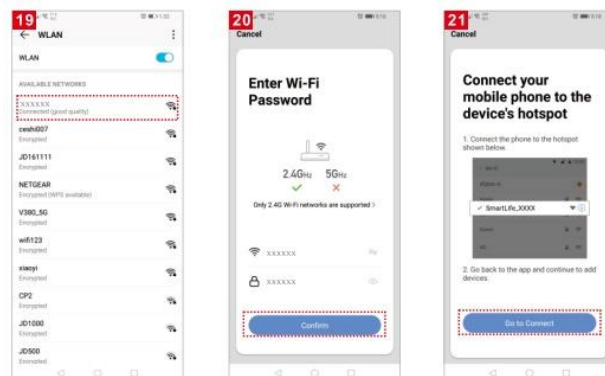 19
WLAN
WLAN
AVAILABLE NETWORKS
XXXXXX
Connected (good quality)
ceshi007
Encrypted
JD161111
Encrypted
NETGEAR
Encrypted (WPS available)
V380_5G
Encrypted
wifi123
Encrypted
xiaoyi
Encrypted
CP2
Encrypted
JD1000
Encrypted
JD500
Encrypted
20
Cancel
Enter Wi-Fi
Password
2.4GHz 5GHz
Only 2.4G Wi-Fi networks are supported >
xxxxxx
xxxxxx
Confirm
21
Cancel
Connect your
mobile phone to the
device's hotspot
1. Connect the phone to the hotspot
shown below.
SmartLife_XXXX
2. Go back to the app and continue to add
devices.
Go to Connect